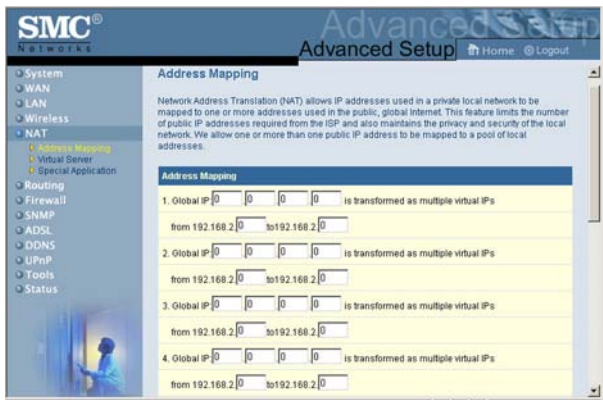 SMC®
Networks
Advanced Setup
Advanced Setup
Home
Logout
System
WAN
LAN
Wireless
NAT
Address Mapping
Virtual Server
Special Application
Routing
Firewall
SNMP
ADSL
DDNS
UPnP
Tools
Status
Address Mapping
Network Address Translation (NAT) allows IP addresses used in a private local network to be
mapped to one or more addresses used in the public, global Internet. This feature limits the number
of public IP addresses required from the ISP and also maintains the privacy and security of the local
network. We allow one or more than one public IP address to be mapped to a pool of local
addresses.
Address Mapping
1. Global IP:0 .0 .0 .0 is transformed as multiple virtual IPs
from 192.168.2.0 to192.168.2.0
2. Global IP:0 .0 .0 .0 is transformed as multiple virtual IPs
from 192.168.2.0 to192.168.2.0
3. Global IP:0 .0 .0 .0 is transformed as multiple virtual IPs
from 192.168.2.0 to192.168.2.0
4. Global IP:0 .0 .0 .0 is transformed as multiple virtual IPs
from 192.168.2.0 to192.168.2.0